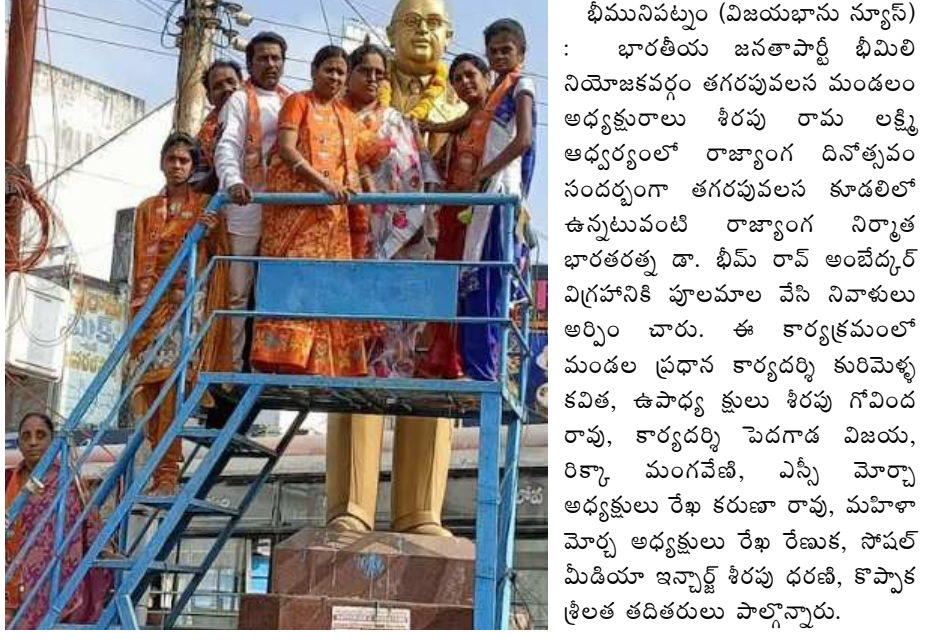 భీమునిపట్నం (విజయభాను న్యూస్)
: భారతీయ జనతాపార్టీ భీమిలి
నియోజకవర్గం తగరపువలస మండలం
అధ్యక్షురాలు శీరపు రామ లక్ష్మి
ఆధ్వర్యంలో రాజ్యాంగ దినోత్సవం
సందర్భంగా తగరపువలస కూడలిలో
ఉన్నటువంటి రాజ్యాంగ నిర్మాత
భారతరత్న డా. భీమ్ రావ్ అంబేద్కర్
విగ్రహానికి పూలమాల వేసి నివాళులు
అర్పిం చారు. ఈ కార్యక్రమంలో
మండల ప్రధాన కార్యదర్శి కురిమెళ్ళ
కవిత, ఉపాధ్య క్షులు శీరపు గోవింద
రావు, కార్యదర్శి పెదగాడ విజయ,
రిక్కా మంగవేణి, ఎస్సీ మోర్చా
అధ్యక్షులు రేఖ కరుణా రావు, మహిళా
మోర్చ అధ్యక్షులు రేఖ రేణుక, సోషల్
మీడియా ఇన్చార్జ్ శీరపు ధరణి, కొప్పాక
శ్రీలత తదితరులు పాల్గొన్నారు.